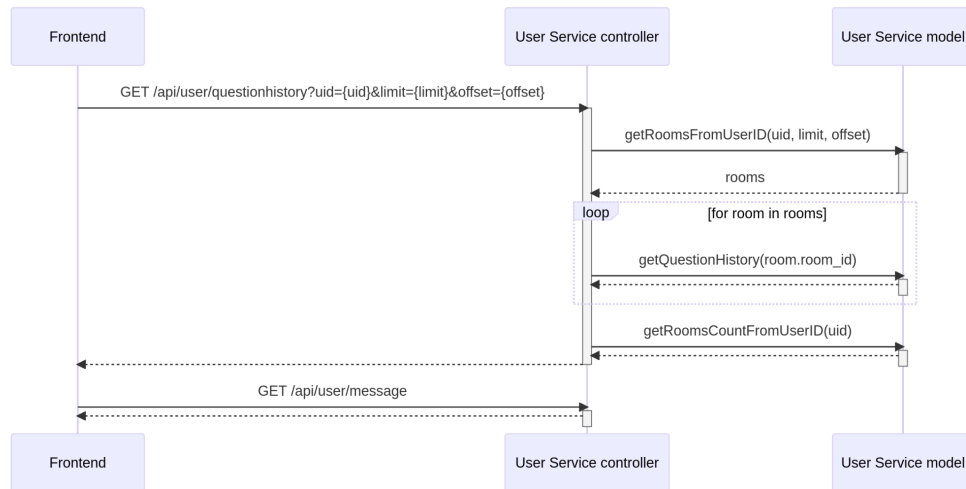 Frontend
User Service controller
User Service model
GET /api/user/questionhistory?uid={uid}&limit={limit}&offset={offset}
getRoomsFromUserID(uid, limit, offset)
rooms
loop
[for room in rooms]
getQuestionHistory(room.room_id)
getRoomsCountFromUserID(uid)
GET /api/user/message
Frontend
User Service controller
User Service model